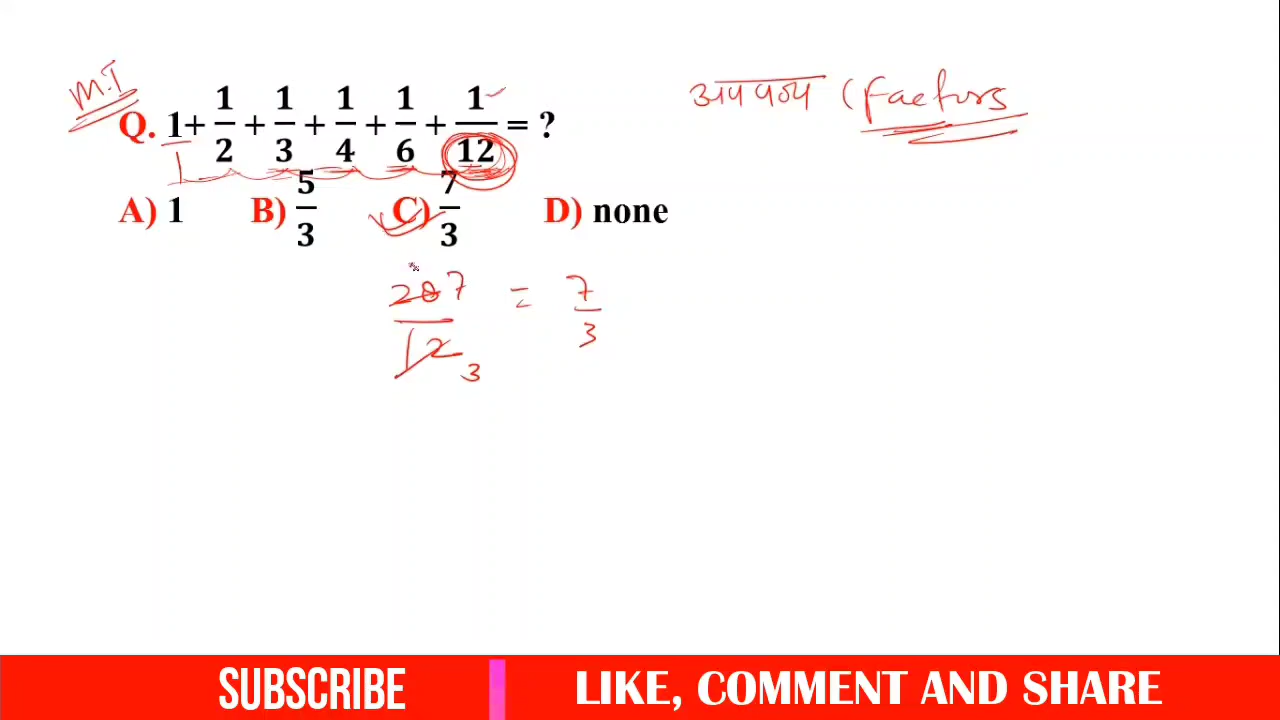 M.T
अपवर्त्य (Factors
Q. 1+ 1/2 + 1/3 + 1/4 + 1/6 + 1/12 = ?
1
A) 1 B) 5/3 C) 7/3 D) none
28 7 / 12 3 = 7/3
SUBSCRIBE LIKE, COMMENT AND SHARE